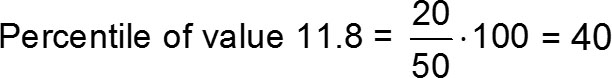 Percentile of value 11.8 = 20/50 · 100 = 40